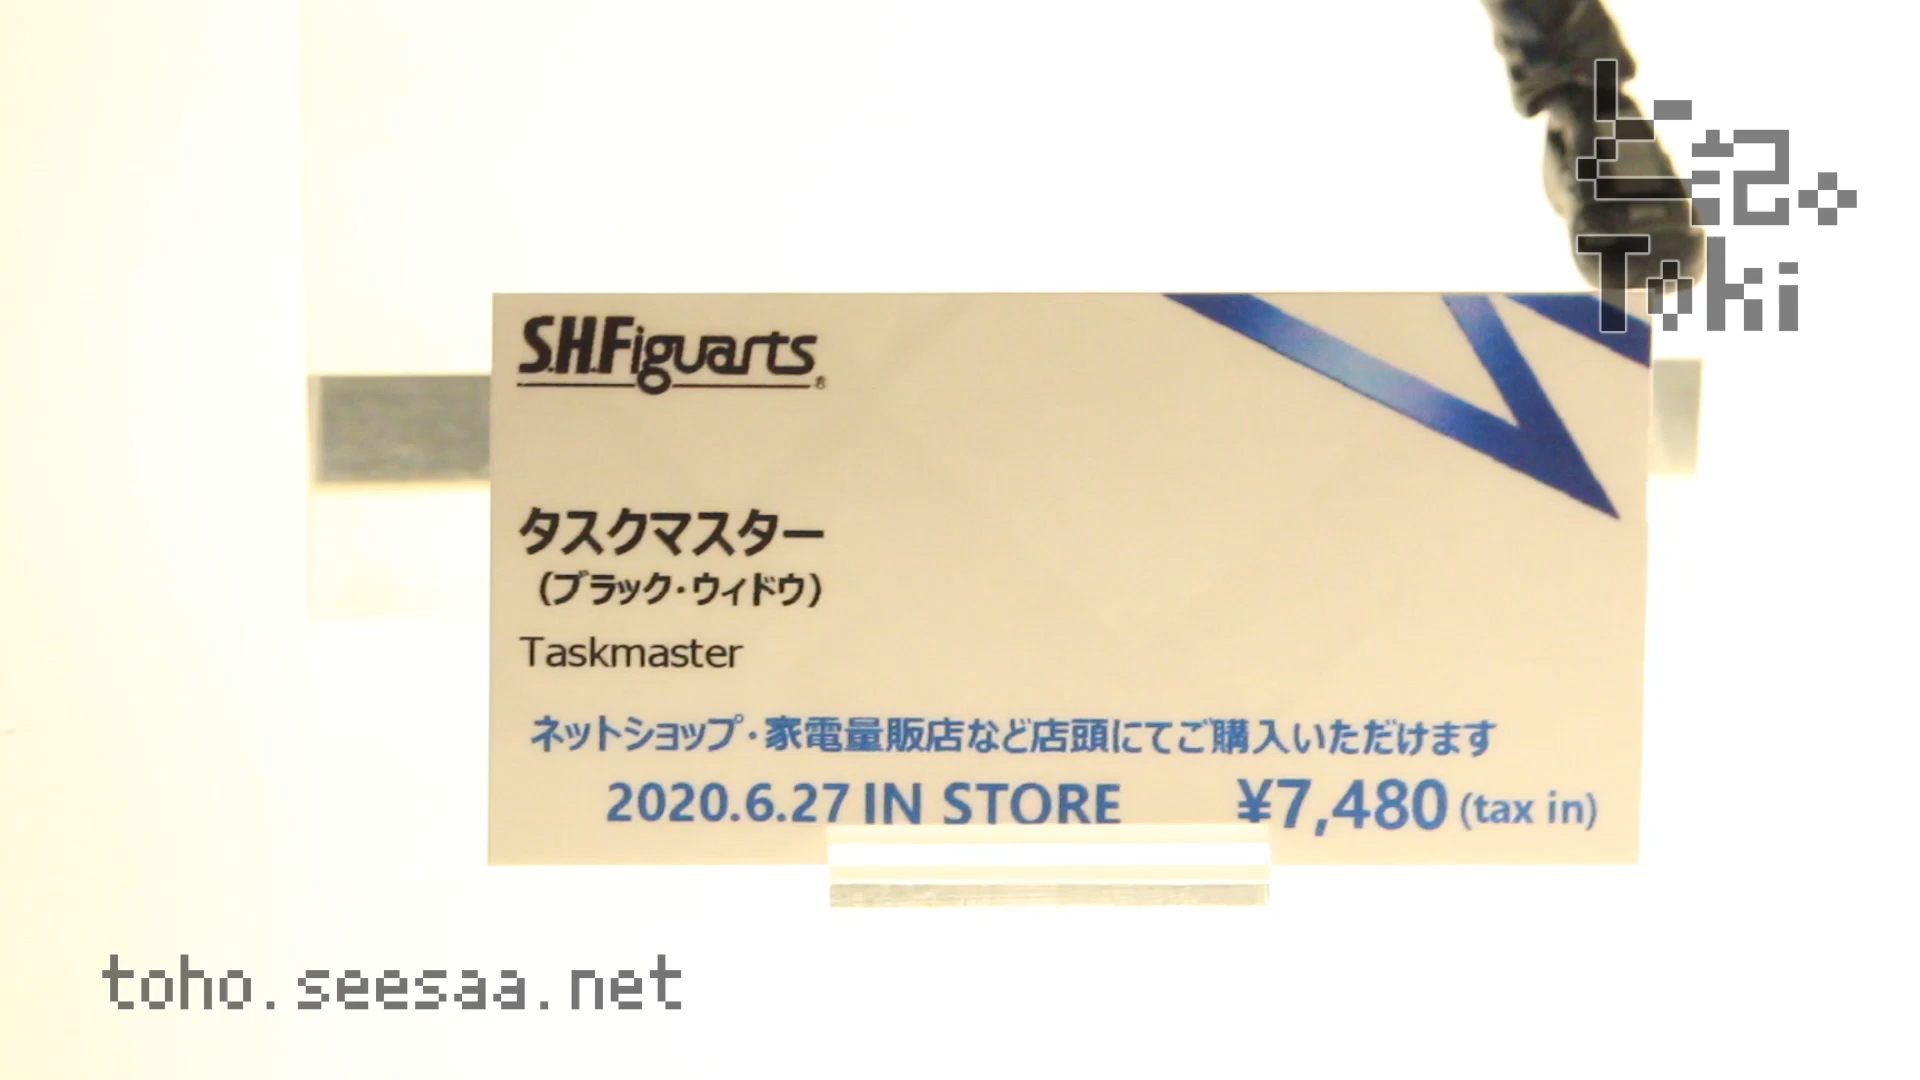 と記。
Toki
S.H.Figuarts®
タスクマスター
（ブラック・ウィドウ）
Taskmaster
ネットショップ・家電量販店など店頭にてご購入いただけます
2020.6.27 IN STORE ¥7,480 (tax in)
toho.seesaa.net